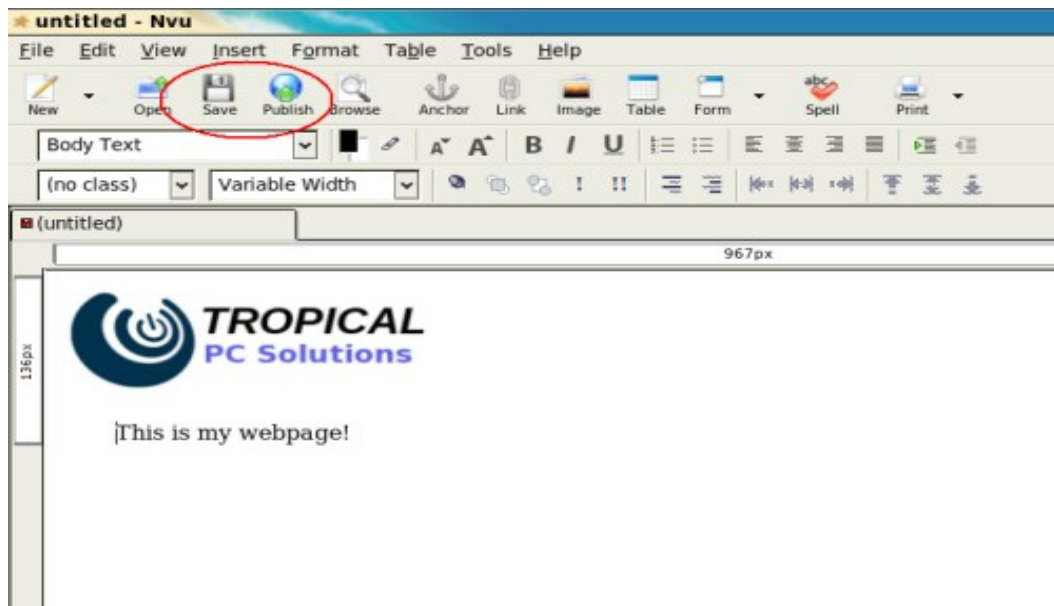 untitled - Nvu
File Edit View Insert Format Table Tools Help
New Open Save Publish Browse Anchor Link Image Table Form abc Spell Print
Body Text A A B I U
(no class) Variable Width ! !!
(untitled)
967px
136px
TROPICAL
PC Solutions
This is my webpage!